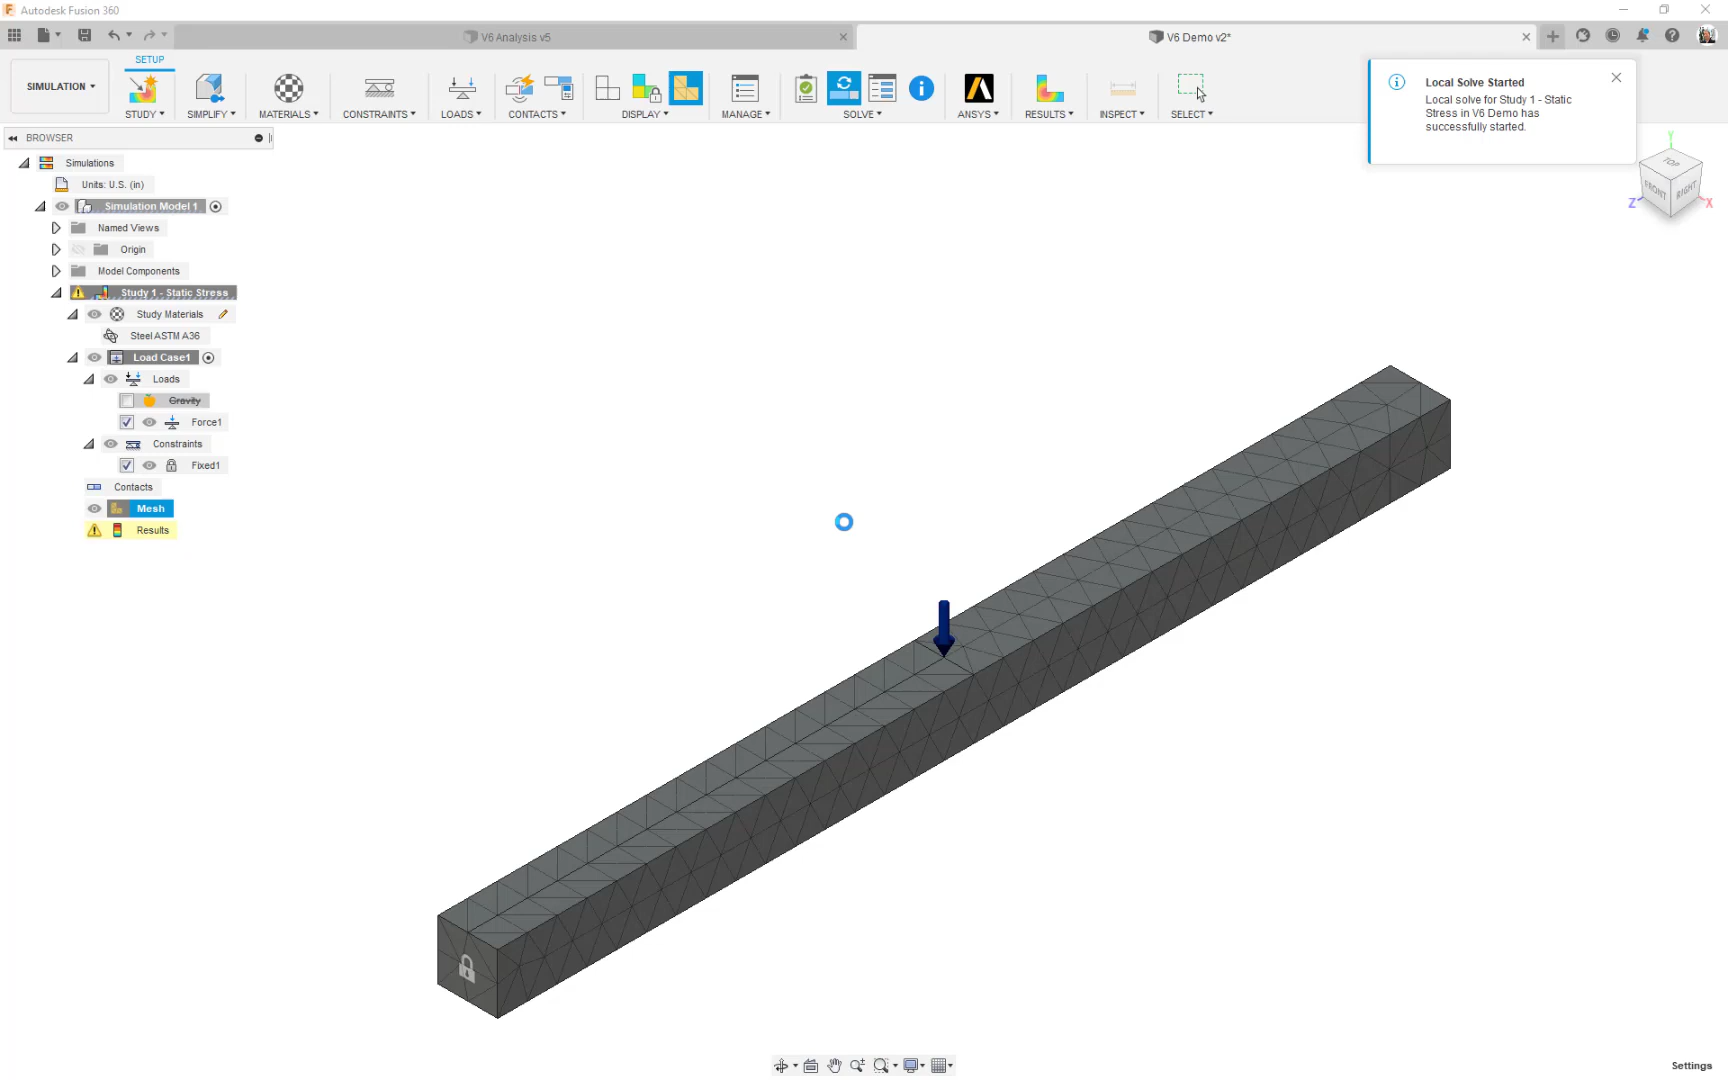 Autodesk Fusion 360
V6 Analysis v5
V6 Demo v2*
SETUP
SIMULATION
STUDY
SIMPLIFY
MATERIALS
CONSTRAINTS
LOADS
CONTACTS
DISPLAY
MANAGE
SOLVE
ANSYS
RESULTS
INSPECT
SELECT
Local Solve Started
Local solve for Study 1 - Static
Stress in V6 Demo has
successfully started.
BROWSER
Simulations
Units: U.S. (in)
Simulation Model 1
Named Views
Origin
Model Components
Study 1 - Static Stress
Study Materials
Steel ASTM A36
Load Case1
Loads
Gravity
Force1
Constraints
Fixed1
Contacts
Mesh
Results
Y
TOP
FRONT
RIGHT
Z
X
Settings